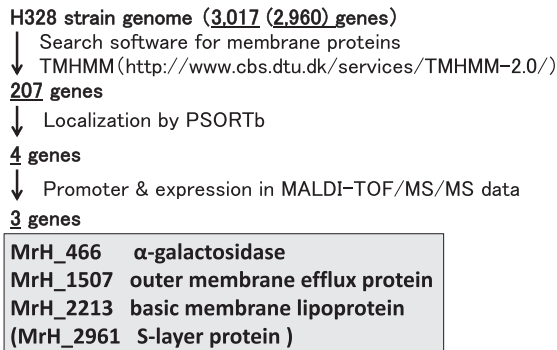 H328 strain genome (3,017 (2,960) genes)
Search software for membrane proteins
TMHMM(http://www.cbs.dtu.dk/services/TMHMM-2.0/)
207 genes
Localization by PSORTb
4 genes
Promoter & expression in MALDI-TOF/MS/MS data
3 genes
MrH_466 α-galactosidase
MrH_1507 outer membrane efflux protein
MrH_2213 basic membrane lipoprotein
(MrH_2961 S-layer protein )